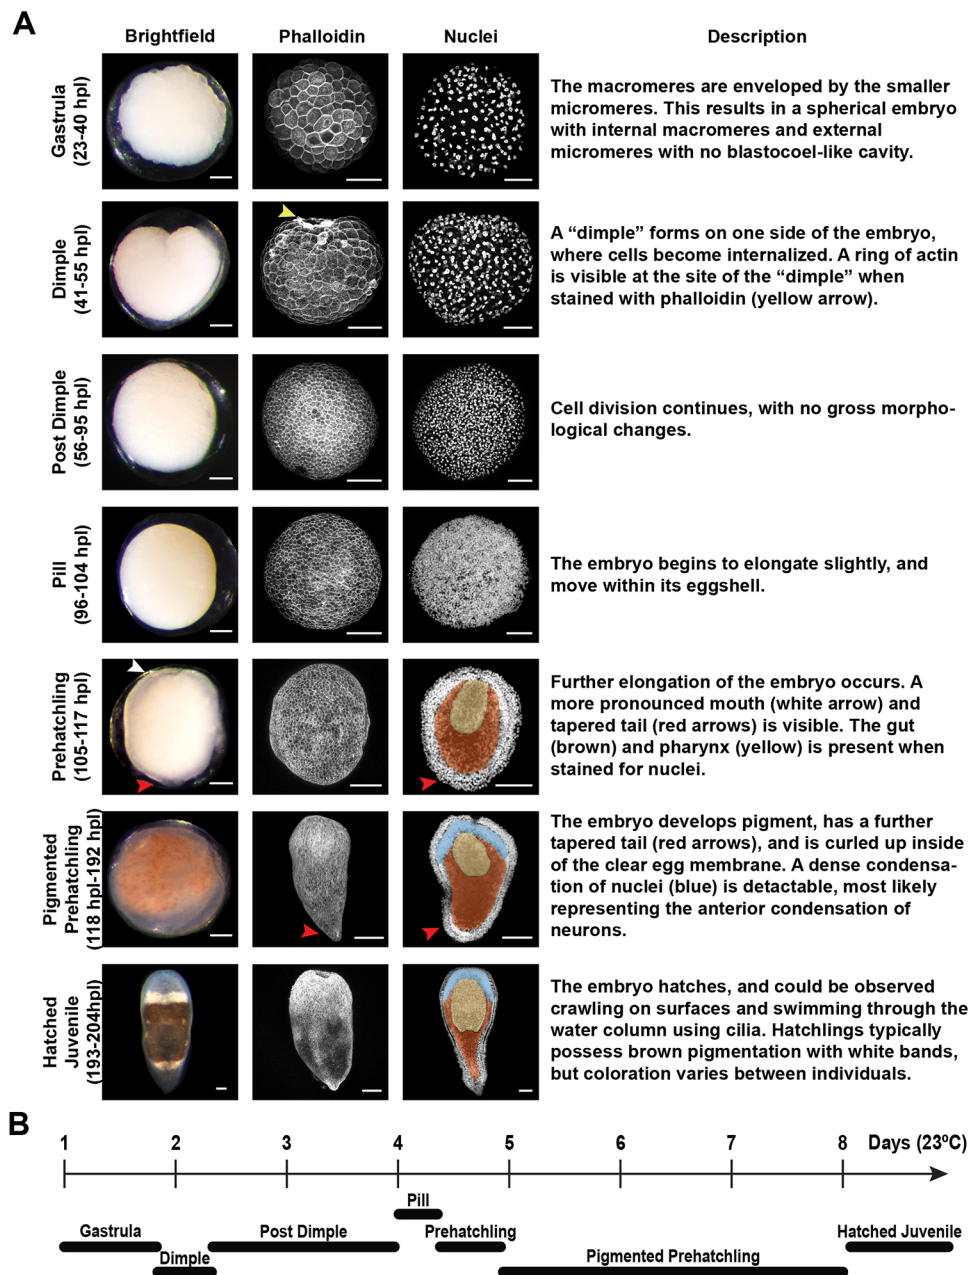 A
Brightfield Phalloidin Nuclei Description
Gastrula
(23-40 hpl)
The macromeres are enveloped by the smaller
micromeres. This results in a spherical embryo
with internal macromeres and external
micromeres with no blastocoel-like cavity.
Dimple
(41-55 hpl)
A “dimple” forms on one side of the embryo,
where cells become internalized. A ring of actin
is visible at the site of the “dimple” when
stained with phalloidin (yellow arrow).
Post Dimple
(56-95 hpl)
Cell division continues, with no gross morpho-
logical changes.
Pill
(96-104 hpl)
The embryo begins to elongate slightly, and
move within its eggshell.
Prehatchling
(105-117 hpl)
Further elongation of the embryo occurs. A
more pronounced mouth (white arrow) and
tapered tail (red arrows) is visible. The gut
(brown) and pharynx (yellow) is present when
stained for nuclei.
Pigmented
Prehatchling
(118 hpl-192 hpl)
The embryo develops pigment, has a further
tapered tail (red arrows), and is curled up inside
of the clear egg membrane. A dense condensa-
tion of nuclei (blue) is detactable, most likely
representing the anterior condensation of
neurons.
Hatched
Juvenile
(193-204hpl)
The embryo hatches, and could be observed
crawling on surfaces and swimming through the
water column using cilia. Hatchlings typically
possess brown pigmentation with white bands,
but coloration varies between individuals.
B
1 2 3 4 5 6 7 8 Days (23ºC)
Pill
Gastrula Post Dimple Prehatchling Hatched Juvenile
Dimple Pigmented Prehatchling